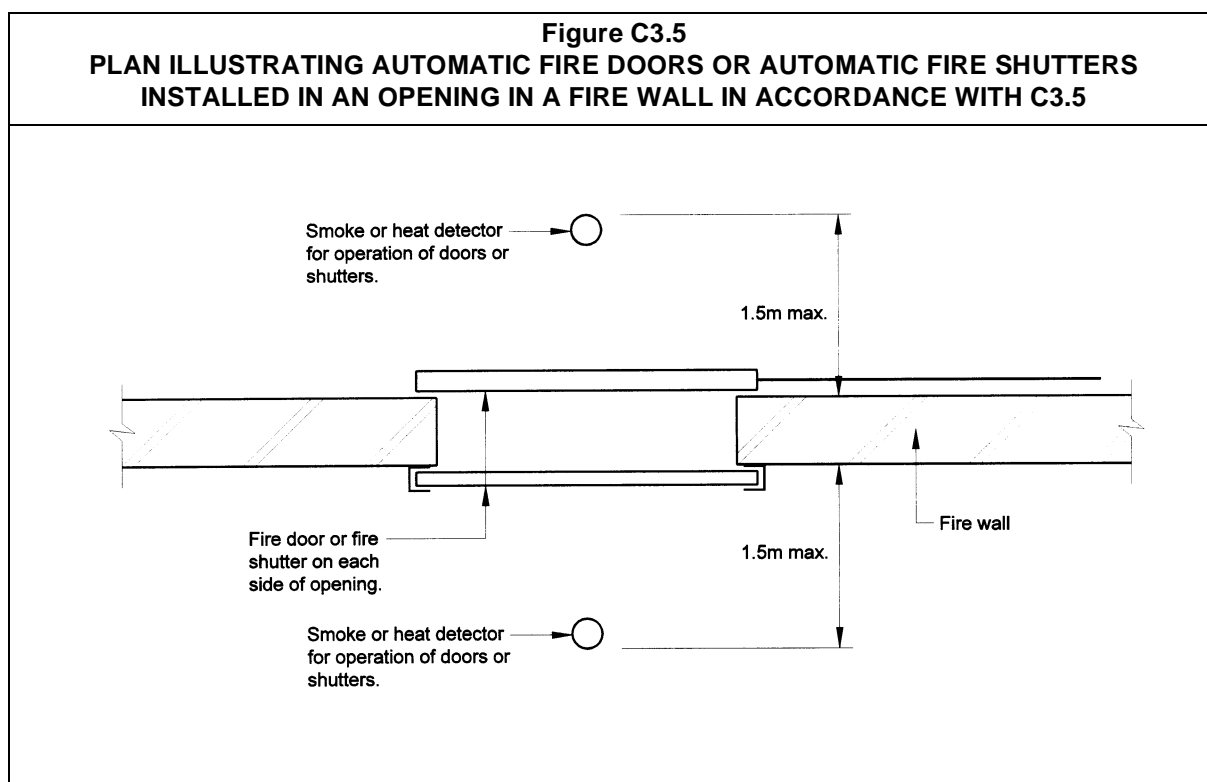 Figure C3.5
PLAN ILLUSTRATING AUTOMATIC FIRE DOORS OR AUTOMATIC FIRE SHUTTERS
INSTALLED IN AN OPENING IN A FIRE WALL IN ACCORDANCE WITH C3.5
Smoke or heat detector
for operation of doors or
shutters.
1.5m max.
Fire wall
Fire door or fire
shutter on each
side of opening.
1.5m max.
Smoke or heat detector
for operation of doors or
shutters.